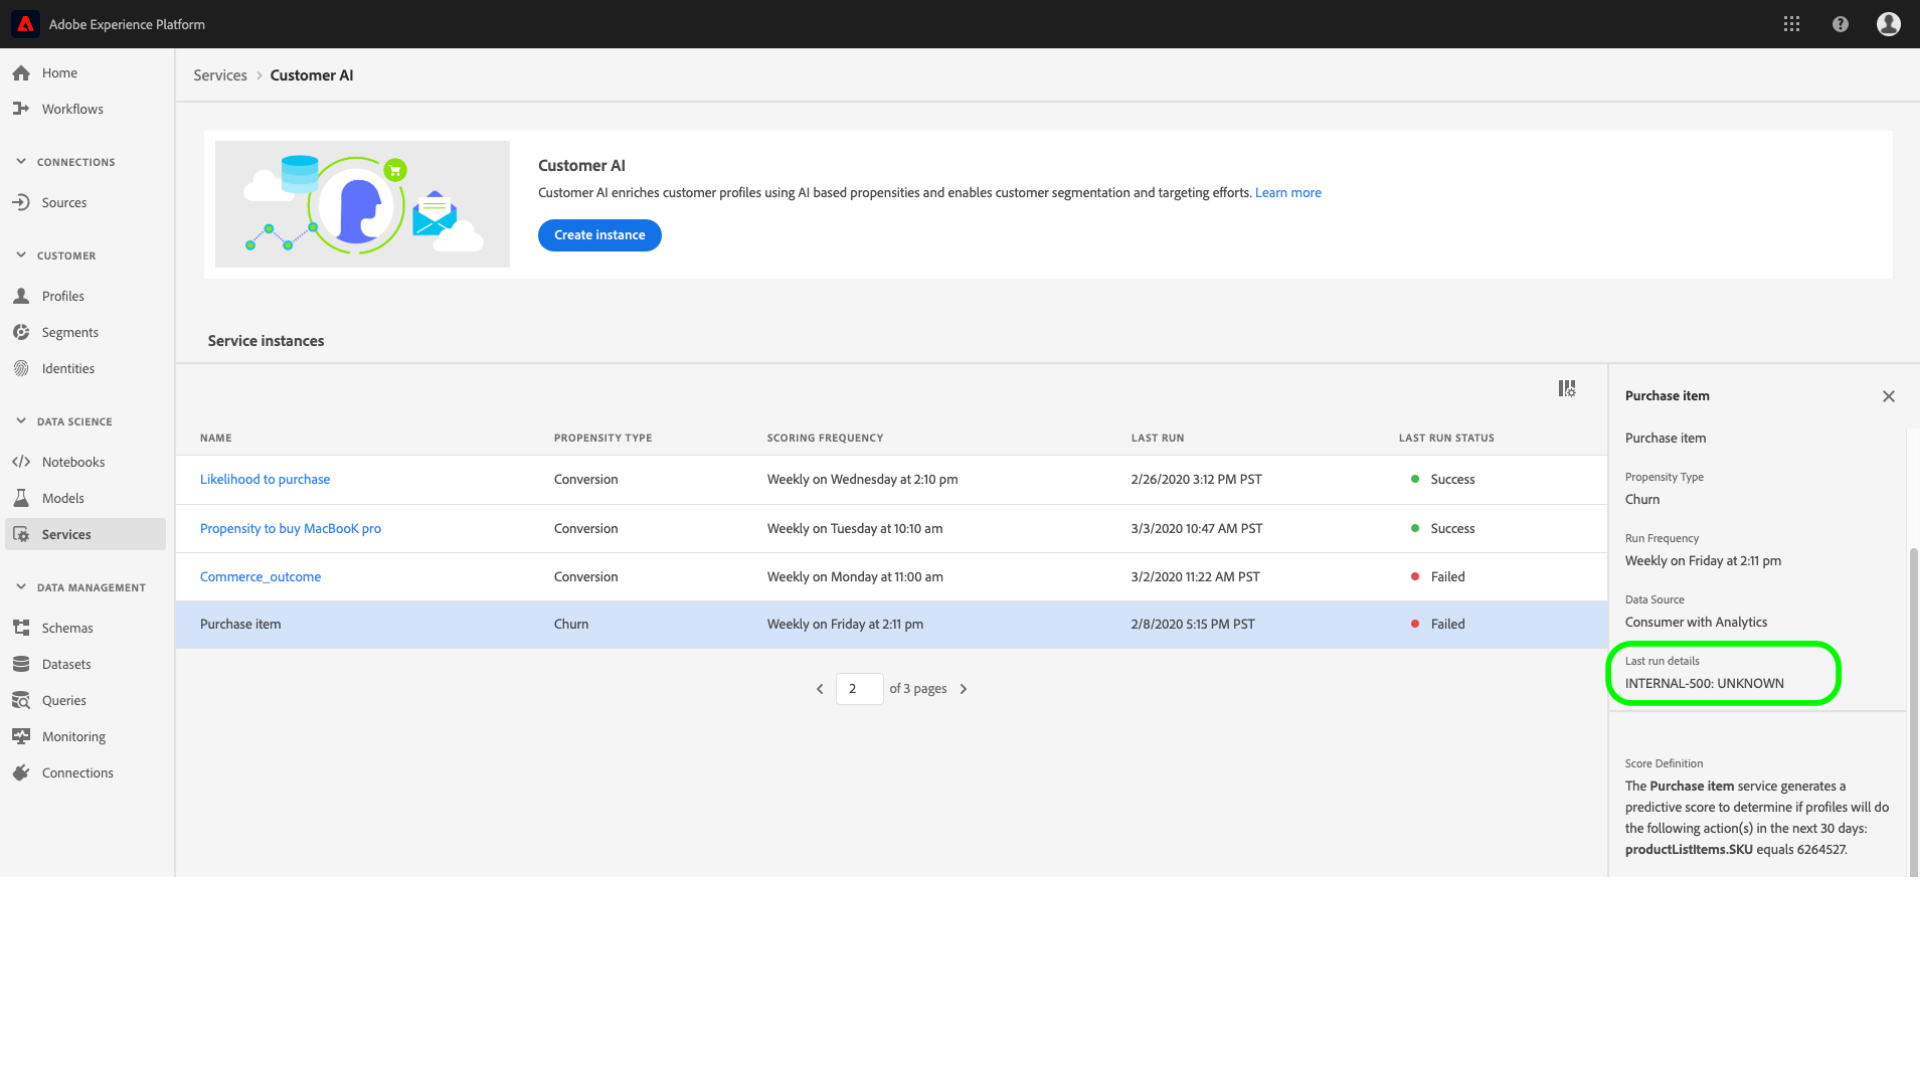 Adobe Experience Platform
Home
Workflows
CONNECTIONS
Sources
CUSTOMER
Profiles
Segments
Identities
DATA SCIENCE
Notebooks
Models
Services
DATA MANAGEMENT
Schemas
Datasets
Queries
Monitoring
Connections
Services > Customer AI
Customer AI
Customer AI enriches customer profiles using AI based propensities and enables customer segmentation and targeting efforts. Learn more
Create instance
Service instances
NAME PROPENSITY TYPE SCORING FREQUENCY LAST RUN LAST RUN STATUS
Likelihood to purchase Conversion Weekly on Wednesday at 2:10 pm 2/26/2020 3:12 PM PST Success
Propensity to buy MacBooK pro Conversion Weekly on Tuesday at 10:10 am 3/3/2020 10:47 AM PST Success
Commerce_outcome Conversion Weekly on Monday at 11:00 am 3/2/2020 11:22 AM PST Failed
Purchase item Churn Weekly on Friday at 2:11 pm 2/8/2020 5:15 PM PST Failed
2 of 3 pages
Purchase item
Purchase item
Propensity Type
Churn
Run Frequency
Weekly on Friday at 2:11 pm
Data Source
Consumer with Analytics
Last run details
INTERNAL-500: UNKNOWN
Score Definition
The Purchase item service generates a
predictive score to determine if profiles will do
the following action(s) in the next 30 days:
productListItems.SKU equals 6264527.